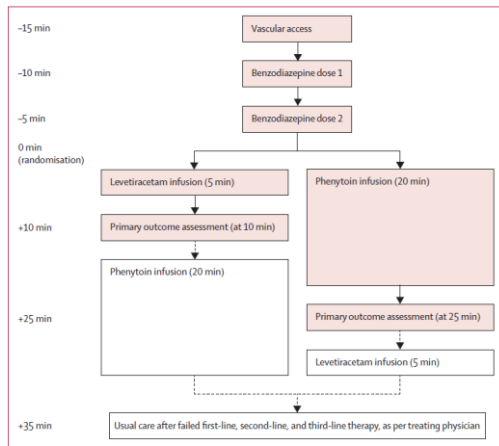 –15 min
Vascular access
–10 min
Benzodiazepine dose 1
–5 min
Benzodiazepine dose 2
0 min
(randomisation)
Levetiracetam infusion (5 min)
Phenytoin infusion (20 min)
+10 min
Primary outcome assessment (at 10 min)
Phenytoin infusion (20 min)
+25 min
Primary outcome assessment (at 25 min)
Levetiracetam infusion (5 min)
+35 min
Usual care after failed first-line, second-line, and third-line therapy, as per treating physician